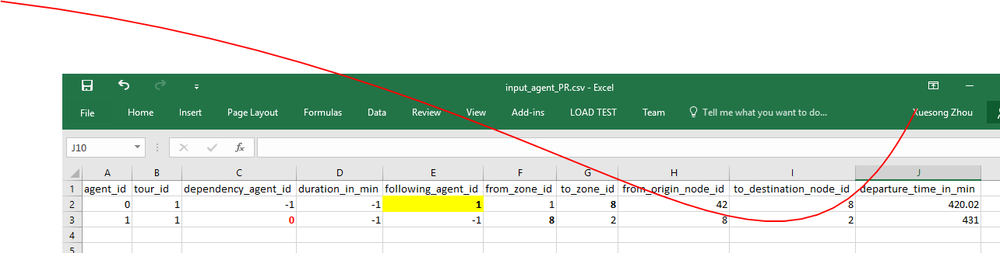 input_agent_PR.csv - Excel
File Home Insert Page Layout Formulas Data Review View Add-ins LOAD TEST Team Tell me what you want to do... Xuesong Zhou
J10 fx
A B C D E F G H I J
1 agent_id tour_id dependency_agent_id duration_in_min following_agent_id from_zone_id to_zone_id from_origin_node_id to_destination_node_id departure_time_in_min
2 0 1 -1 -1 1 1 8 42 8 420.02
3 1 1 0 -1 -1 8 2 8 2 431
4
5